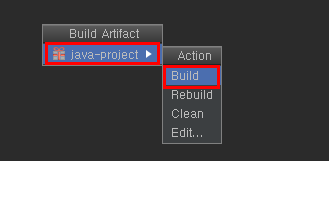 Build Artifact
java-project
Action
Build
Rebuild
Clean
Edit...